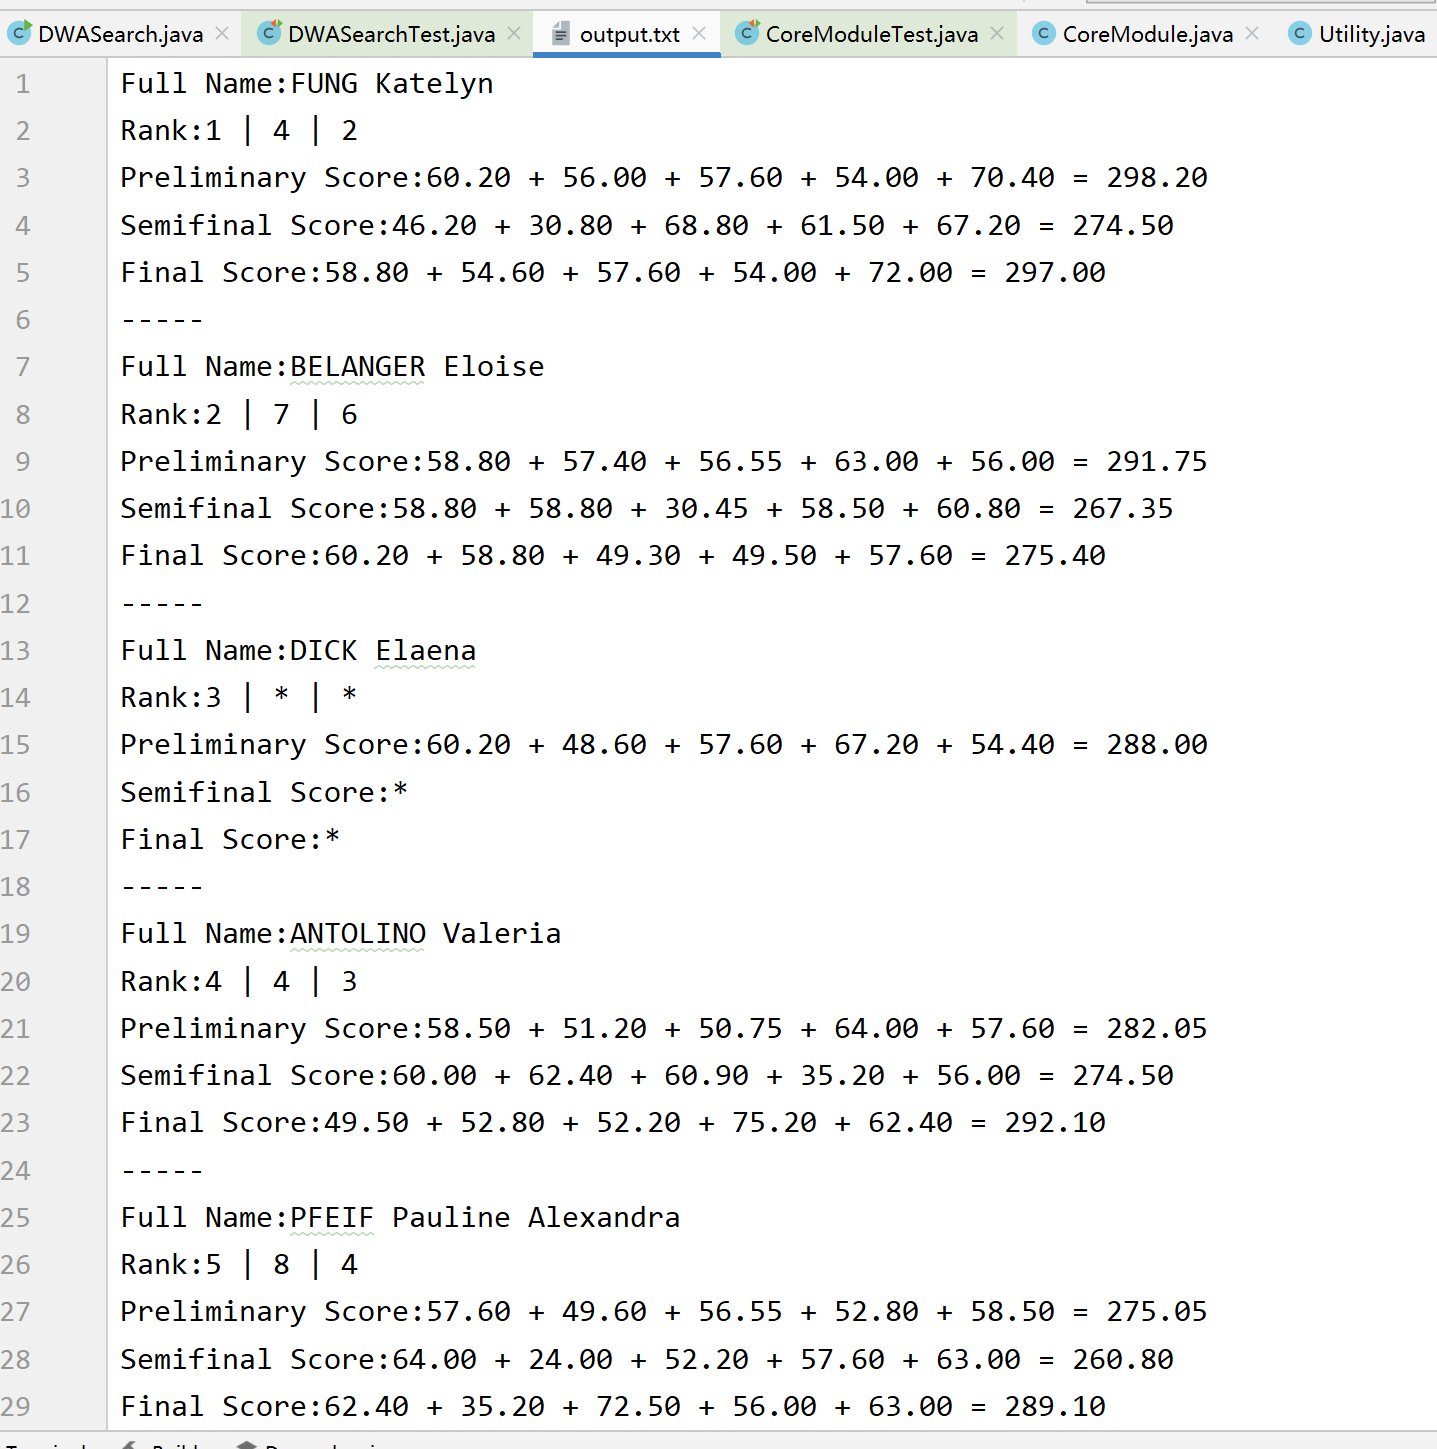 DWASearch.java DWASearchTest.java output.txt CoreModuleTest.java CoreModule.java Utility.java
1 Full Name:FUNG Katelyn
2 Rank:1 | 4 | 2
3 Preliminary Score:60.20 + 56.00 + 57.60 + 54.00 + 70.40 = 298.20
4 Semifinal Score:46.20 + 30.80 + 68.80 + 61.50 + 67.20 = 274.50
5 Final Score:58.80 + 54.60 + 57.60 + 54.00 + 72.00 = 297.00
6 -----
7 Full Name:BELANGER Eloise
8 Rank:2 | 7 | 6
9 Preliminary Score:58.80 + 57.40 + 56.55 + 63.00 + 56.00 = 291.75
10 Semifinal Score:58.80 + 58.80 + 30.45 + 58.50 + 60.80 = 267.35
11 Final Score:60.20 + 58.80 + 49.30 + 49.50 + 57.60 = 275.40
12 -----
13 Full Name:DICK Elaena
14 Rank:3 | * | *
15 Preliminary Score:60.20 + 48.60 + 57.60 + 67.20 + 54.40 = 288.00
16 Semifinal Score:*
17 Final Score:*
18 -----
19 Full Name:ANTOLINO Valeria
20 Rank:4 | 4 | 3
21 Preliminary Score:58.50 + 51.20 + 50.75 + 64.00 + 57.60 = 282.05
22 Semifinal Score:60.00 + 62.40 + 60.90 + 35.20 + 56.00 = 274.50
23 Final Score:49.50 + 52.80 + 52.20 + 75.20 + 62.40 = 292.10
24 -----
25 Full Name:PFEIF Pauline Alexandra
26 Rank:5 | 8 | 4
27 Preliminary Score:57.60 + 49.60 + 56.55 + 52.80 + 58.50 = 275.05
28 Semifinal Score:64.00 + 24.00 + 52.20 + 57.60 + 63.00 = 260.80
29 Final Score:62.40 + 35.20 + 72.50 + 56.00 + 63.00 = 289.10